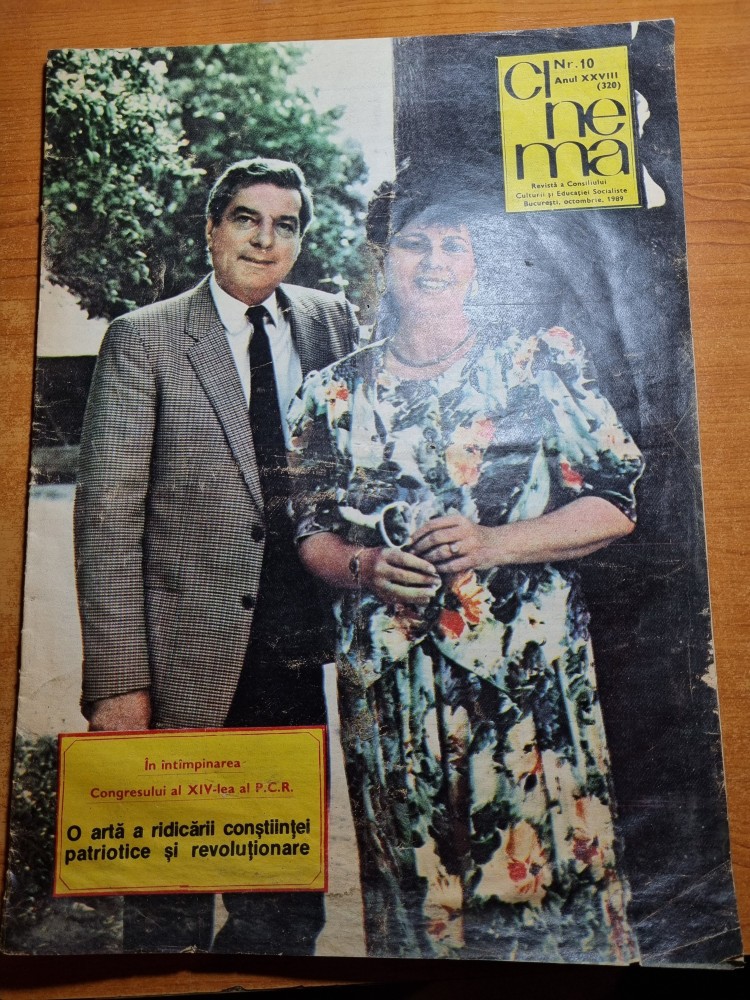 Nr. 10
Anul XXVIII
(320)
ci
ne
ma
Revistă a Consiliului
Culturii și Educației Socialiste
București, octombrie, 1989
În întîmpinarea
Congresului al XIV-lea al P.C.R.
O artă a ridicării conștiinței
patriotice și revoluționare